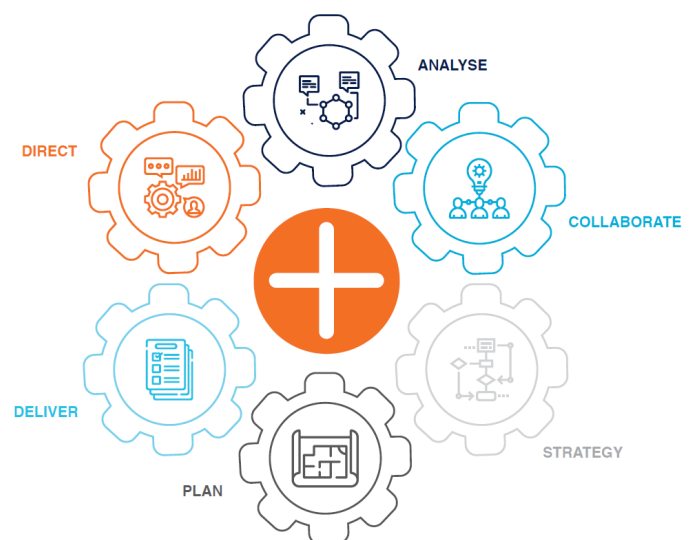 ANALYSE
DIRECT
COLLABORATE
DELIVER
STRATEGY
PLAN